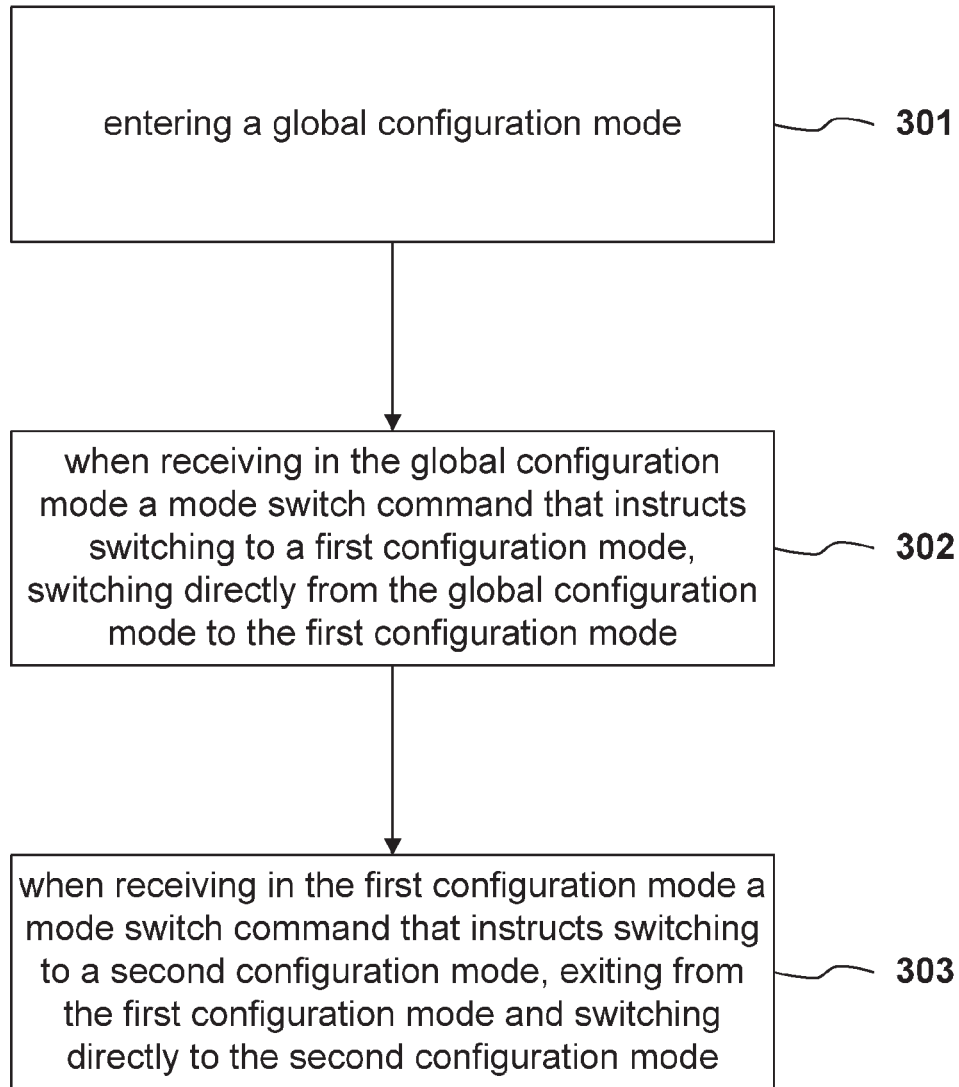 entering a global configuration mode
301
when receiving in the global configuration
mode a mode switch command that instructs
switching to a first configuration mode,
switching directly from the global configuration
mode to the first configuration mode
302
when receiving in the first configuration mode a
mode switch command that instructs switching
to a second configuration mode, exiting from
the first configuration mode and switching
directly to the second configuration mode
303